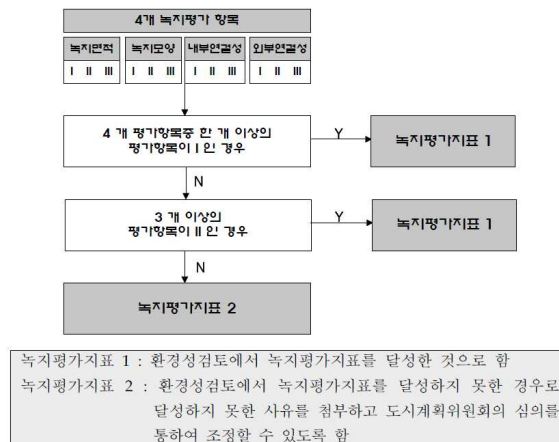 4개 녹지평가 항목
녹지면적 녹지모양 내부연결성 외부연결성
I II III I II III I II III I II III
4 개 평가항목중 한 개 이상의
평가항목이 I 인 경우
Y
녹지평가지표 1
N
3 개 이상의
평가항목이 II 인 경우
Y
녹지평가지표 1
N
녹지평가지표 2
녹지평가지표 1 : 환경성검토에서 녹지평가지표를 달성한 것으로 함
녹지평가지표 2 : 환경성검토에서 녹지평가지표를 달성하지 못한 경우로
달성하지 못한 사유를 첨부하고 도시계획위원회의 심의를
통하여 조정할 수 있도록 함